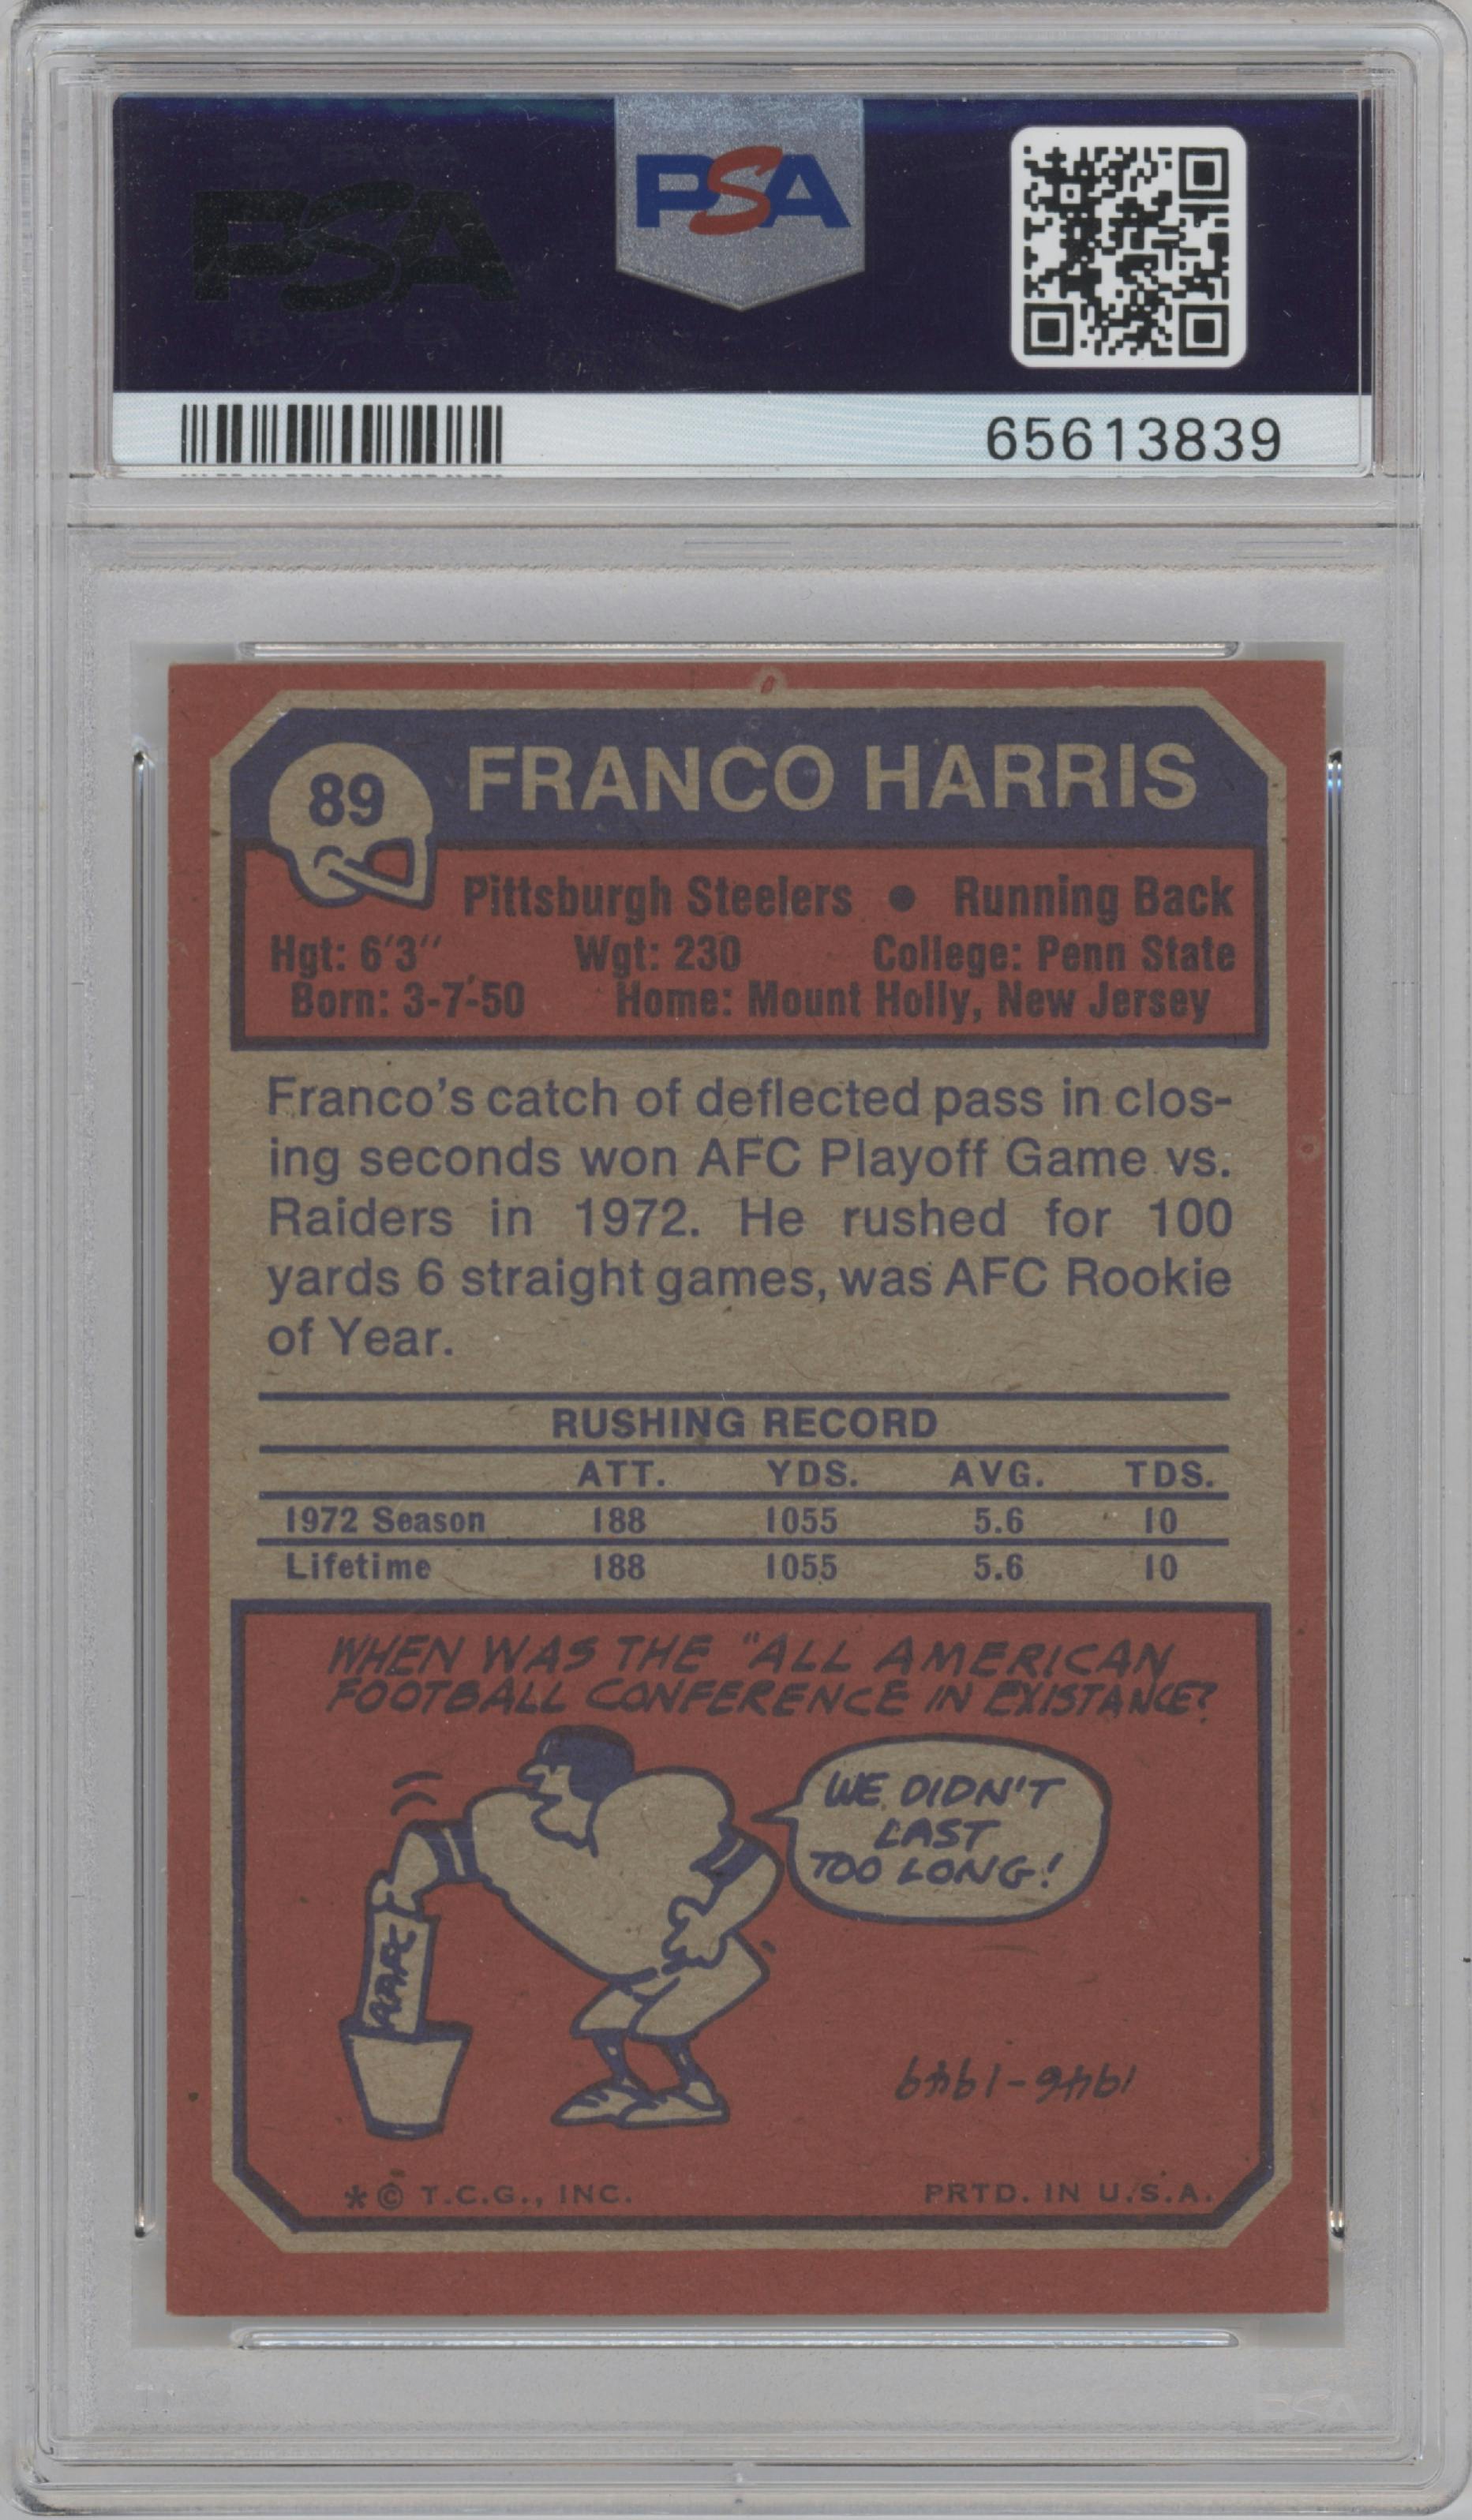 PSA
PSA
65613839
89
FRANCO HARRIS
Pittsburgh Steelers ● Running Back
Hgt: 6'3" Wgt: 230 College: Penn State
Born: 3-7-50 Home: Mount Holly, New Jersey
Franco's catch of deflected pass in clos-
ing seconds won AFC Playoff Game vs.
Raiders in 1972. He rushed for 100
yards 6 straight games, was AFC Rookie
of Year.
RUSHING RECORD
ATT. YDS. AVG. TDS.
1972 Season 188 1055 5.6 10
Lifetime 188 1055 5.6 10
WHEN WAS THE "ALL AMERICAN
FOOTBALL CONFERENCE IN EXISTANCE?
WE DIDN'T
LAST
TOO LONG!
AAFC
1946-1949
*© T.C.G., INC. PRTD. IN U.S.A.
PSA